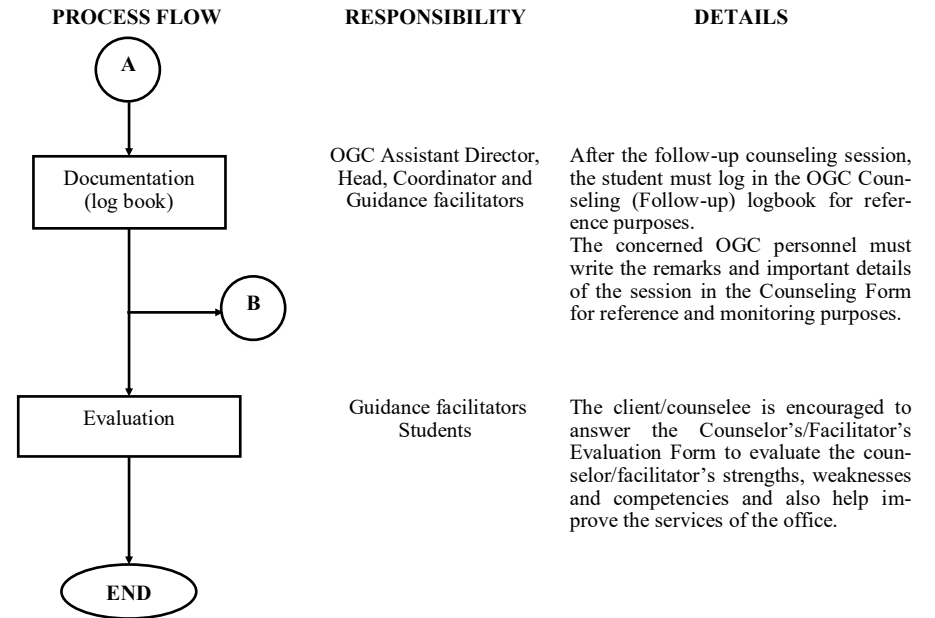 PROCESS FLOW RESPONSIBILITY DETAILS
A
Documentation
(log book)
OGC Assistant Director,
Head, Coordinator and
Guidance facilitators
After the follow-up counseling session,
the student must log in the OGC Coun-
seling (Follow-up) logbook for refer-
ence purposes.
The concerned OGC personnel must
write the remarks and important details
of the session in the Counseling Form
for reference and monitoring purposes.
B
Evaluation
Guidance facilitators
Students
The client/counselee is encouraged to
answer the Counselor’s/Facilitator’s
Evaluation Form to evaluate the coun-
selor/facilitator’s strengths, weaknesses
and competencies and also help im-
prove the services of the office.
END